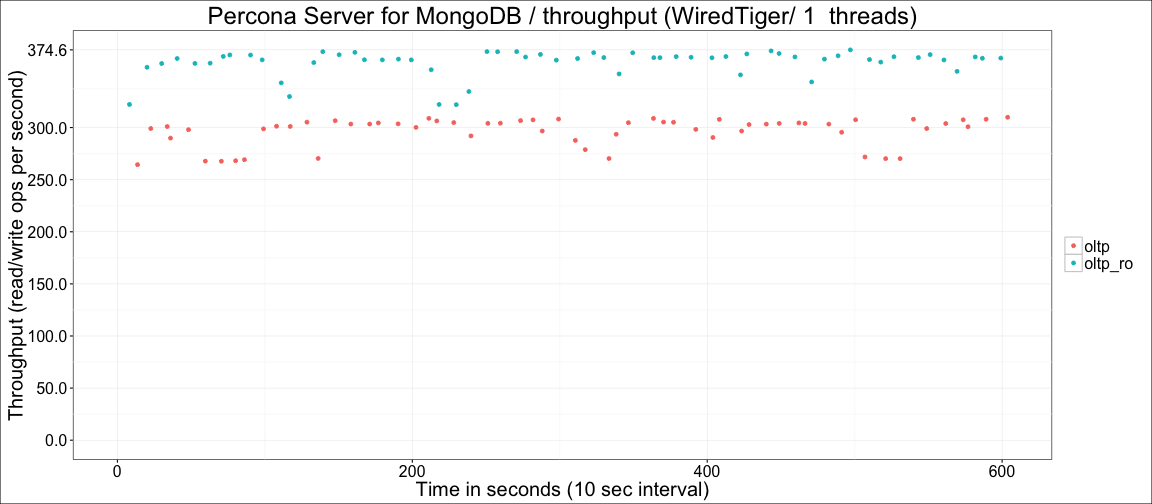 Percona Server for MongoDB / throughput (WiredTiger/ 1  threads)
Throughput (read/write ops per second)
374.6
300.0
250.0
200.0
150.0
100.0
50.0
0.0
0 200 400 600
Time in seconds (10 sec interval)
oltp
oltp_ro